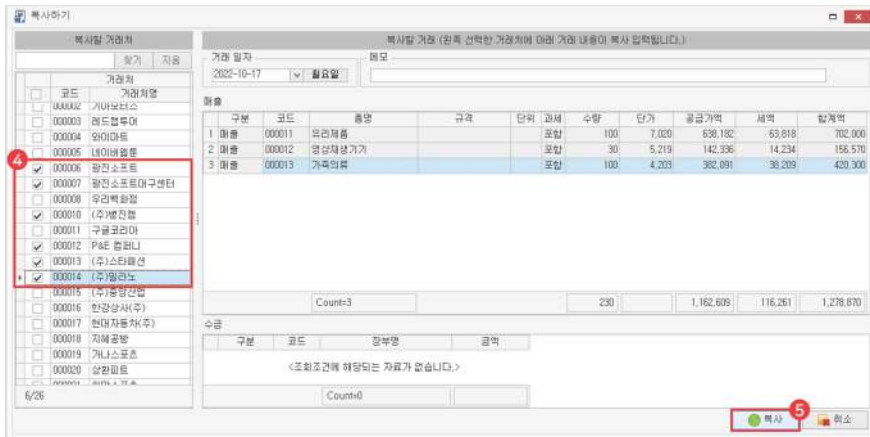 복사하기
복사할 거래처
찾기 지움
거래처
코드 거래처명
000002 기아모터스
000003 레드캡투어
000004 와이마트
000005 네이버웹툰
4
000006 광진소프트
000007 광진소프트대구센터
000008 우리백화점
000010 (주)병진캠
000011 구글코리아
000012 P&E 컴퍼니
000013 (주)스타패션
000014 (주)밀라노
000015 (주)중앙산업
000016 한강상사(주)
000017 현대자동차(주)
000018 지혜공방
000019 가나스포츠
000020 삼환피트
6/26
복사할 거래 (왼쪽 선택한 거래처에 아래 거래 내용이 복사 입력됩니다.)
거래 일자 메모
2022-10-17 월요일
매출
구분 코드 품명 규격 단위 과세 수량 단가 공급가액 세액 합계액
1 매출 000011 유리제품 포함 100 7,020 638,182 63,818 702,000
2 매출 000012 영상재생기기 포함 30 5,219 142,336 14,234 156,570
3 매출 000013 가죽의류 포함 100 4,203 382,091 38,209 420,300
Count=3 230 1,162,609 116,261 1,278,870
수금
구분 코드 장부명 금액
<조회조건에 해당되는 자료가 없습니다.>
Count=0
5
복사 취소